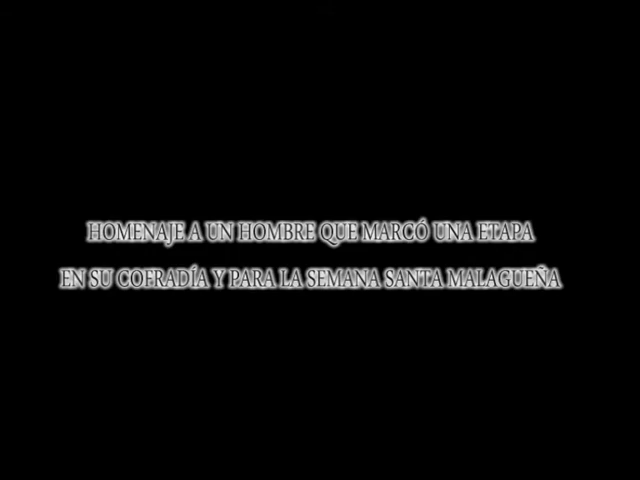 HOMENAJE A UN HOMBRE QUE MARCÓ UNA ETAPA
EN SU COFRADÍA Y PARA LA SEMANA SANTA MALAGUEÑA